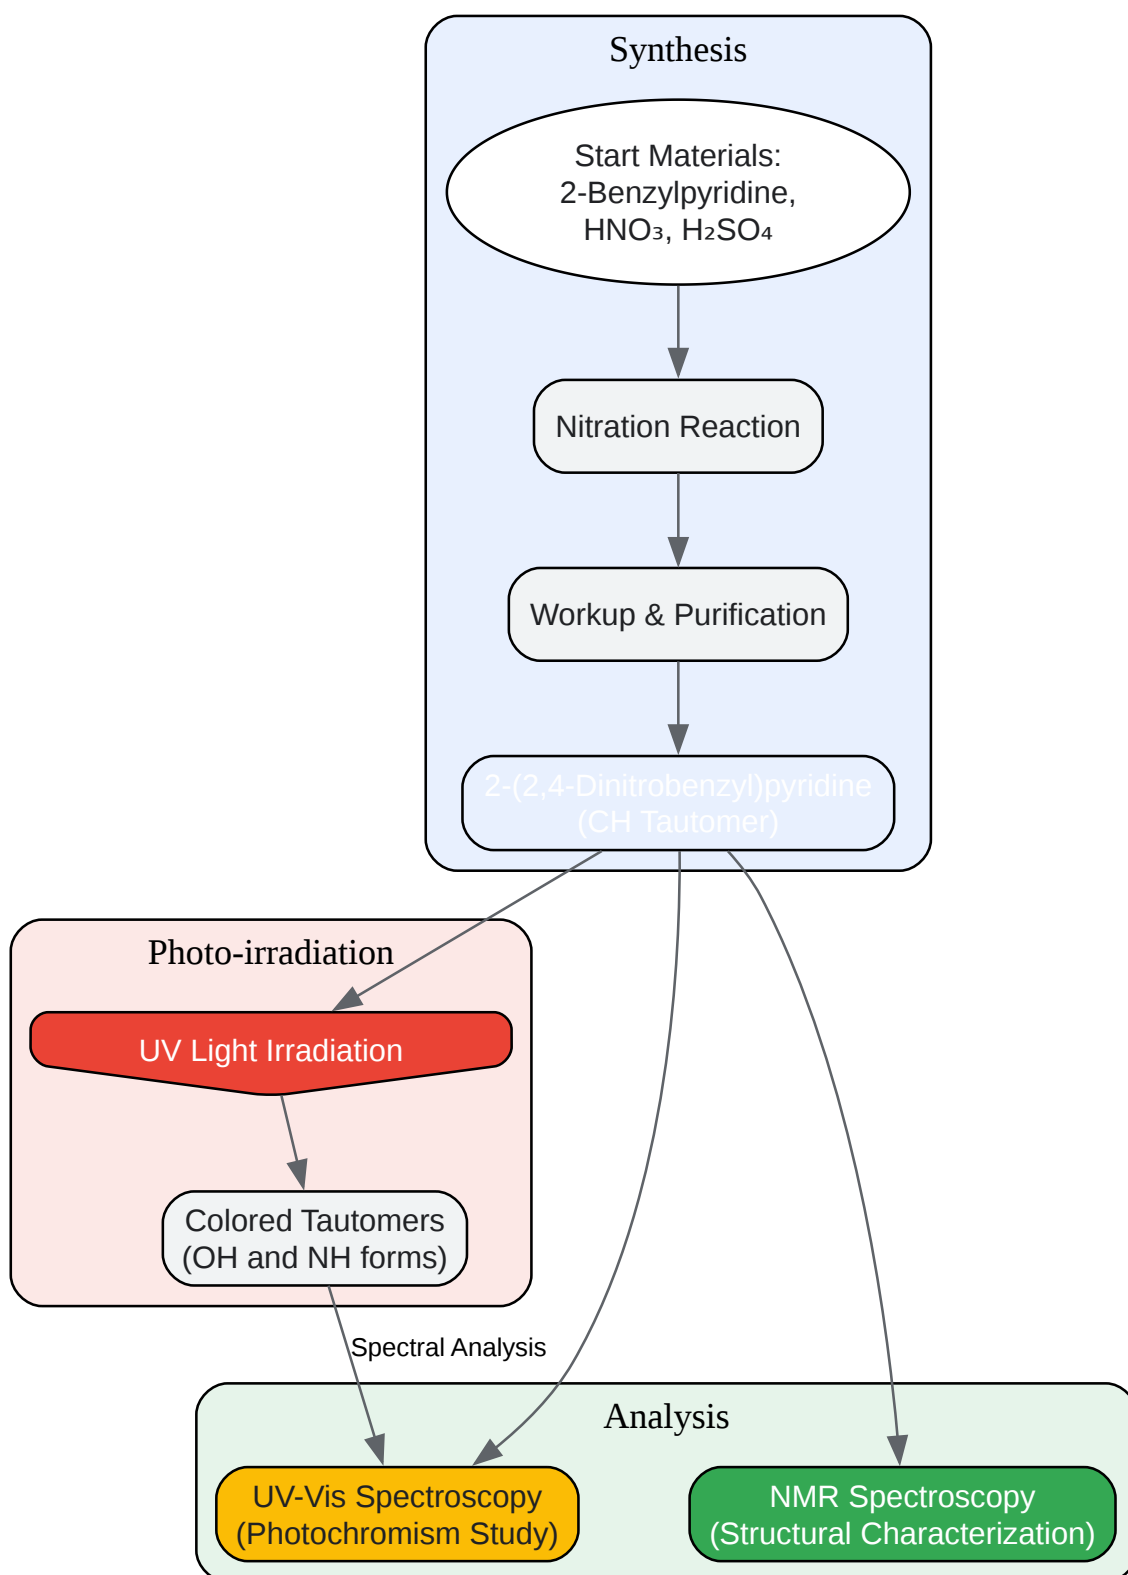 Synthesis
Start Materials:
2-Benzylpyridine,
HNO₃, H₂SO₄
Nitration Reaction
Workup & Purification
2-(2,4-Dinitrobenzyl)pyridine
(CH Tautomer)
Photo-irradiation
UV Light Irradiation
Colored Tautomers
(OH and NH forms)
Spectral Analysis
Analysis
UV-Vis Spectroscopy
(Photochromism Study)
NMR Spectroscopy
(Structural Characterization)